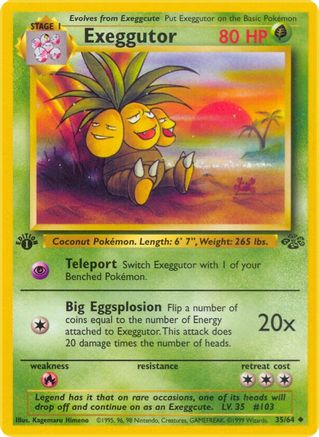 Evolves from Exeggcute Put Exeggutor on the Basic Pokémon
STAGE 1
Exeggutor 80 HP
EDITION
1
Coconut Pokémon. Length: 6' 7", Weight: 265 lbs.
Teleport Switch Exeggutor with 1 of your
Benched Pokémon.
Big Eggsplosion Flip a number of
coins equal to the number of Energy
attached to Exeggutor. This attack does
20 damage times the number of heads.
20x
weakness resistance retreat cost
Legend has it that on rare occasions, one of its heads will
drop off and continue on as an Exeggcute. LV. 35 #103
Illus. Kagemaru Himeno ©1995, 96, 98 Nintendo, Creatures, GAMEFREAK. ©1999 Wizards. 35/64